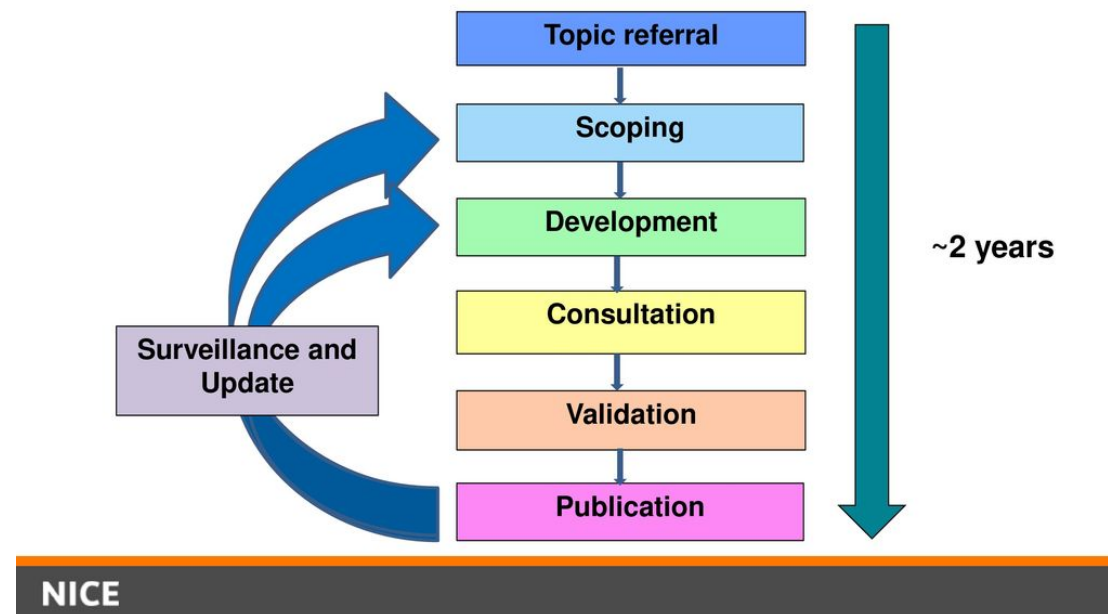 Topic referral
Scoping
Development
~2 years
Consultation
Surveillance and
Update
Validation
Publication
NICE